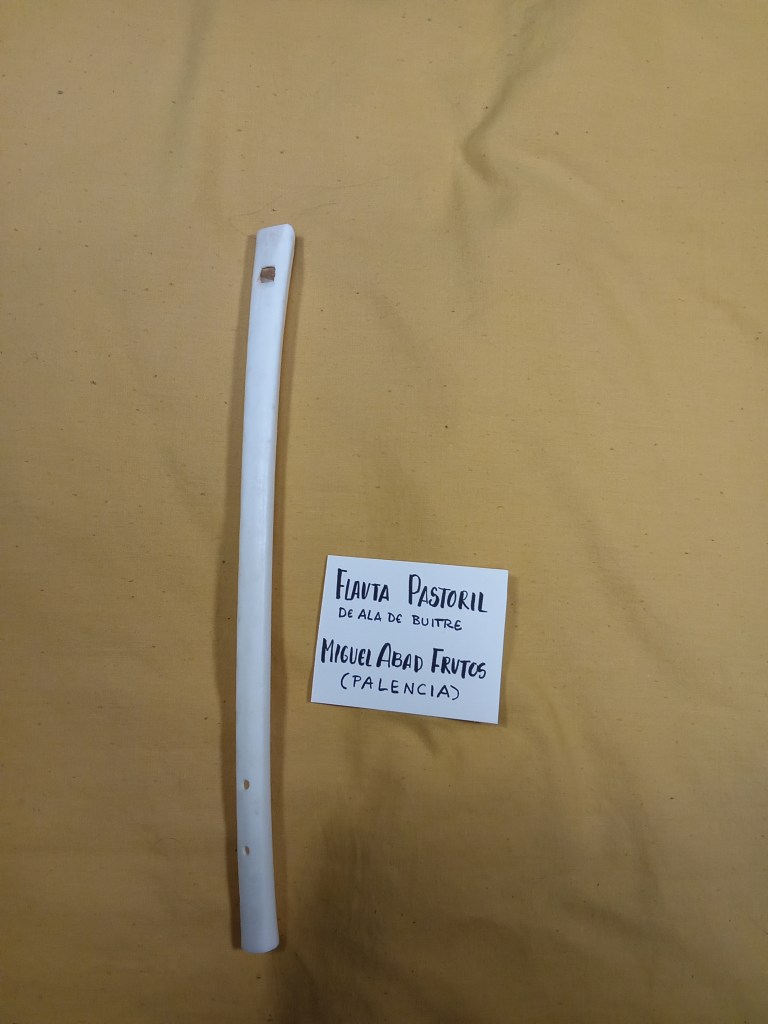 FLAUTA PASTORIL
DE ALA DE BUITRE
MIGUEL ABAD FRUTOS
(PALENCIA)